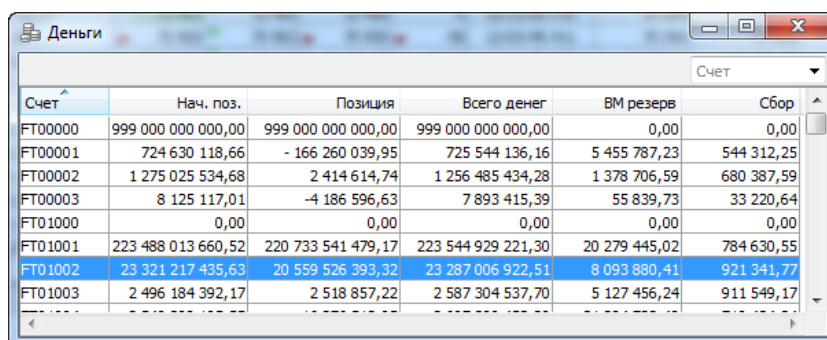 Деньги
Счет
Счет Нач. поз. Позиция Всего денег ВМ резерв Сбор
FT00000 999 000 000 000,00 999 000 000 000,00 999 000 000 000,00 0,00 0,00
FT00001 724 630 118,66 - 166 260 039,95 725 544 136,16 5 455 787,23 544 312,25
FT00002 1 275 025 534,68 2 414 614,74 1 256 485 434,28 1 378 706,59 680 387,59
FT00003 8 125 117,01 -4 186 596,63 7 893 415,39 55 839,73 33 220,64
FT01000 0,00 0,00 0,00 0,00 0,00
FT01001 223 488 013 660,52 220 733 541 479,17 223 544 929 221,30 20 279 445,02 784 630,55
FT01002 23 321 217 435,63 20 559 526 393,32 23 287 006 922,51 8 093 880,41 921 341,77
FT01003 2 496 184 392,17 2 518 857,22 2 587 304 537,70 5 127 456,24 911 549,17